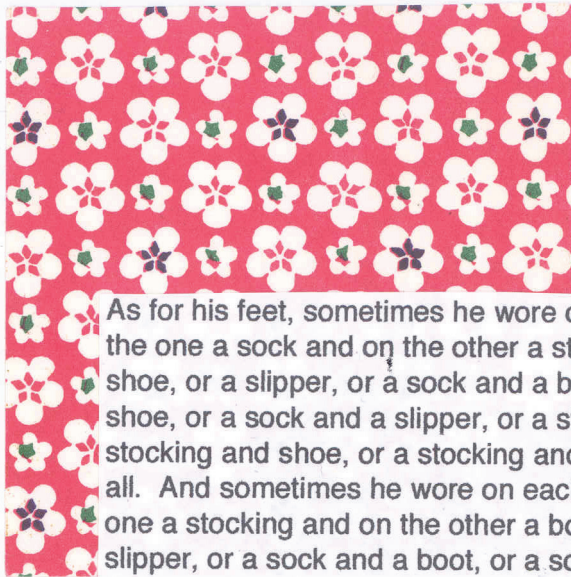 As for his feet, sometimes he wore
the one a sock and on the other a
shoe, or a slipper, or a sock and a
shoe, or a sock and a slipper, or a
stocking and shoe, or a stocking and
all. And sometimes he wore on each
one a stocking and on the other a
slipper, or a sock and a boot, or a